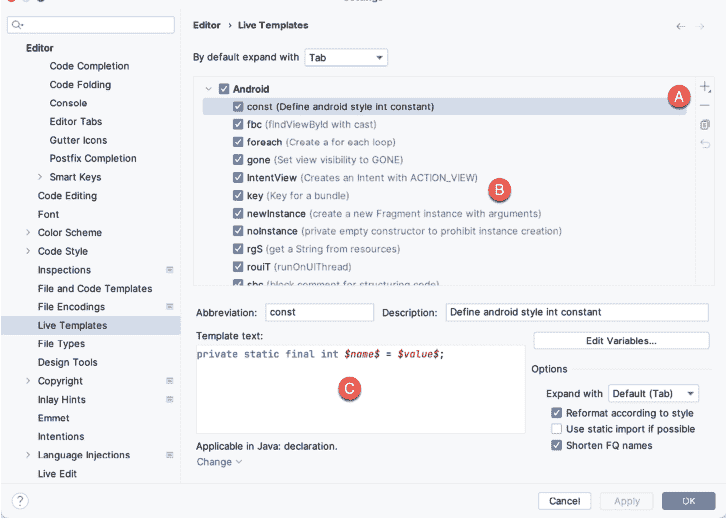 Editor › Live Templates
By default expand with Tab
Editor
Code Completion
Code Folding
Console
Editor Tabs
Gutter Icons
Postfix Completion
Smart Keys
Code Editing
Font
Color Scheme
Code Style
Inspections
File and Code Templates
File Encodings
Live Templates
File Types
Design Tools
Copyright
Inlay Hints
Emmet
Intentions
Language Injections
Live Edit
Android
A
const (Define android style int constant)
fbc (findViewById with cast)
foreach (Create a for each loop)
gone (Set view visibility to GONE)
IntentView (Creates an Intent with ACTION_VIEW)
B
key (Key for a bundle)
newInstance (create a new Fragment instance with arguments)
noInstance (private empty constructor to prohibit instance creation)
rgS (get a String from resources)
rouiT (runOnUIThread)
sbc (block comment for structuring code)
Abbreviation: const Description: Define android style int constant
Template text:
private static final int $name$ = $value$;
C
Applicable in Java: declaration.
Change
Edit Variables...
Options
Expand with Default (Tab)
Reformat according to style
Use static import if possible
Shorten FQ names
?
Cancel Apply OK